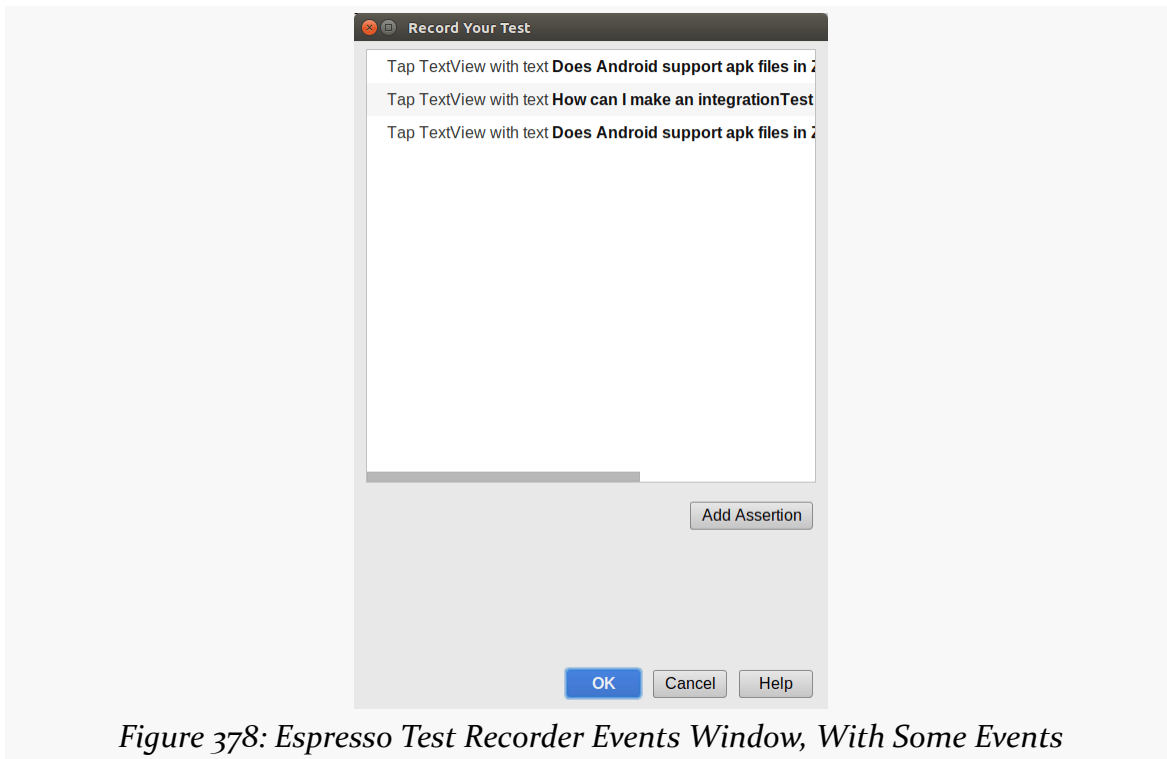 Record Your Test
Tap TextView with text Does Android support apk files in
Tap TextView with text How can I make an integrationTest
Tap TextView with text Does Android support apk files in
Add Assertion
OK Cancel Help
Figure 378: Espresso Test Recorder Events Window, With Some Events